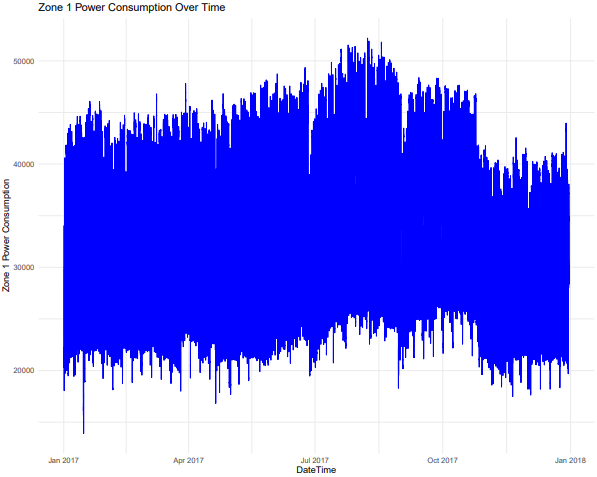 Zone 1 Power Consumption Over Time
Zone 1 Power Consumption
50000
40000
30000
20000
Jan 2017
Apr 2017
Jul 2017
Oct 2017
Jan 2018
DateTime